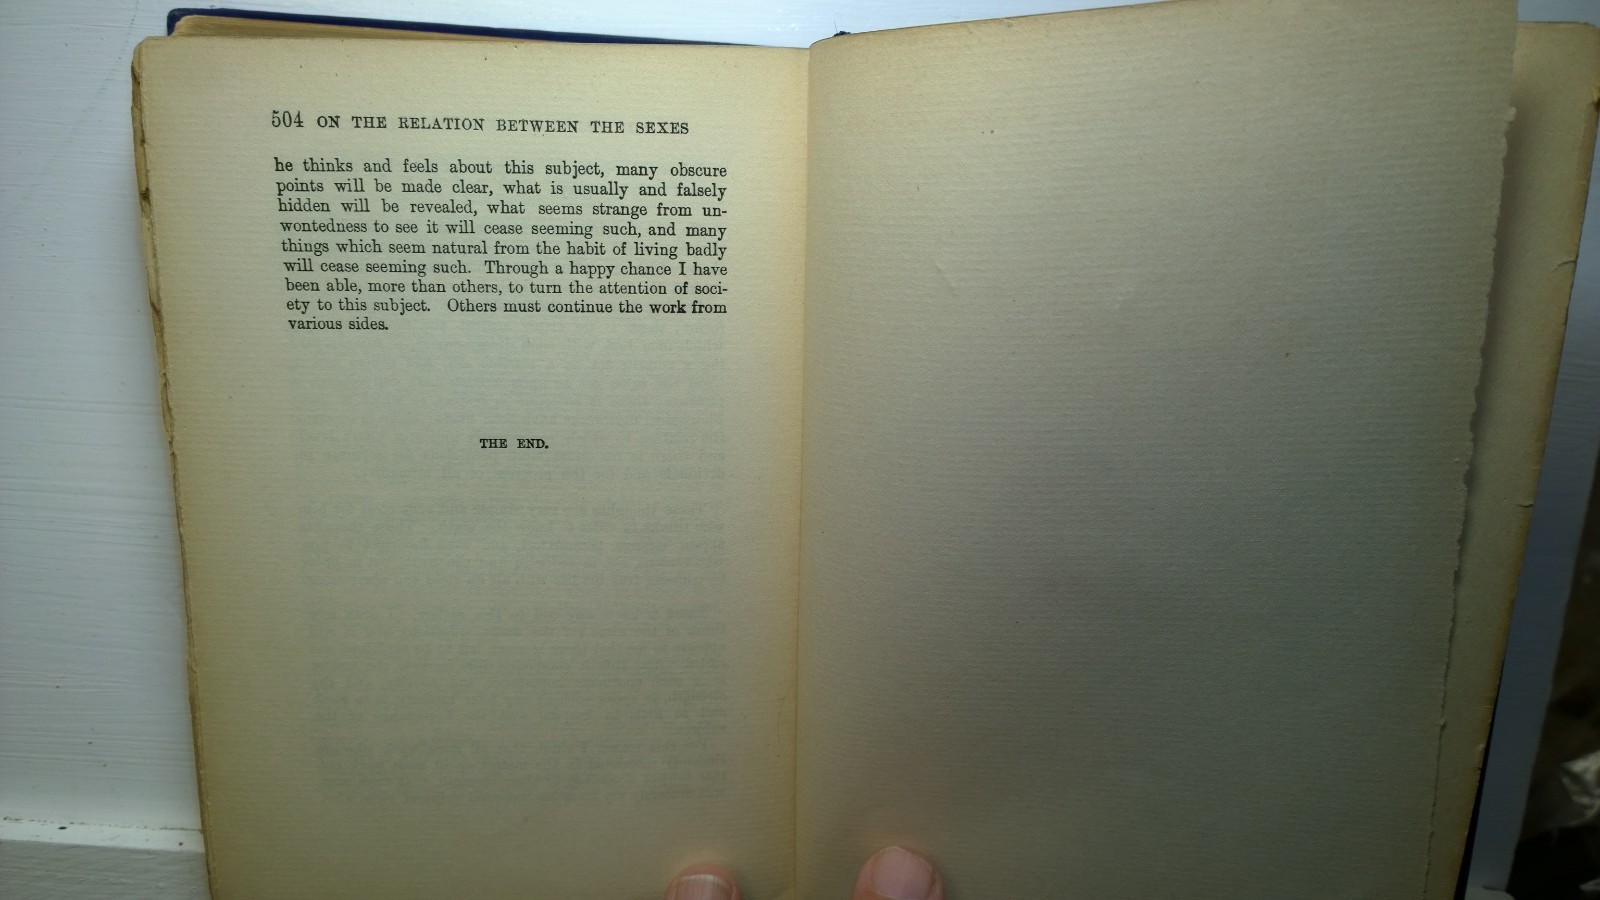 504 ON THE RELATION BETWEEN THE SEXES
he thinks and feels about this subject, many obscure
points will be made clear, what is usually and falsely
hidden will be revealed, what seems strange from un-
wontedness to see it will cease seeming such, and many
things which seem natural from the habit of living badly
will cease seeming such. Through a happy chance I have
been able, more than others, to turn the attention of soci-
ety to this subject. Others must continue the work from
various sides.
THE END.